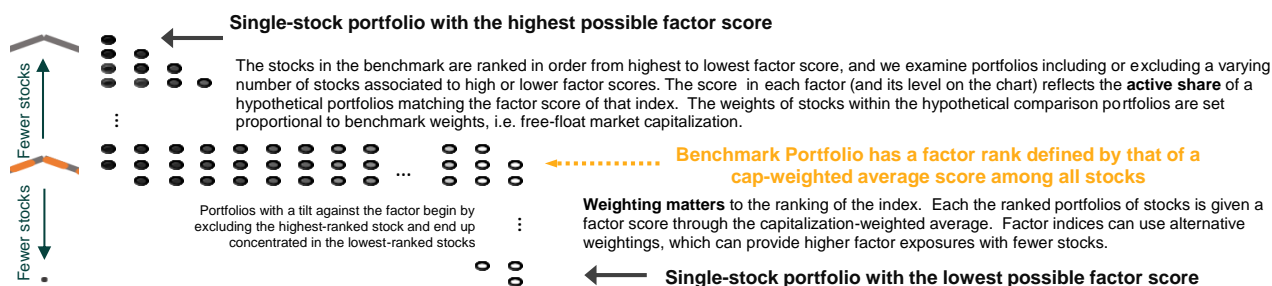 Single-stock portfolio with the highest possible factor score
Fewer stocks
The stocks in the benchmark are ranked in order from highest to lowest factor score, and we examine portfolios including or excluding a varying
number of stocks associated to high or lower factor scores. The score in each factor (and its level on the chart) reflects the active share of a
hypothetical portfolios matching the factor score of that index. The weights of stocks within the hypothetical comparison portfolios are set
proportional to benchmark weights, i.e. free-float market capitalization.
...
...
Benchmark Portfolio has a factor rank defined by that of a
cap-weighted average score among all stocks
Fewer stocks
Portfolios with a tilt against the factor begin by
excluding the highest-ranked stock and end up
concentrated in the lowest-ranked stocks
...
Weighting matters to the ranking of the index. Each the ranked portfolios of stocks is given a
factor score through the capitalization-weighted average. Factor indices can use alternative
weightings, which can provide higher factor exposures with fewer stocks.
Single-stock portfolio with the lowest possible factor score